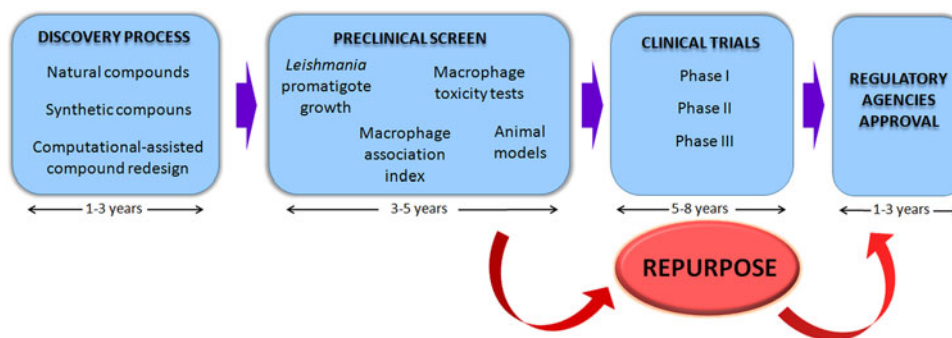 DISCOVERY PROCESS
Natural compounds
Synthetic compouns
Computational-assisted
compound redesign
1-3 years
PRECLINICAL SCREEN
Leishmania
promatigote
growth
Macrophage
toxicity tests
Macrophage
association
index
Animal
models
3-5 years
CLINICAL TRIALS
Phase I
Phase II
Phase III
5-8 years
REGULATORY
AGENCIES
APPROVAL
1-3 years
REPURPOSE